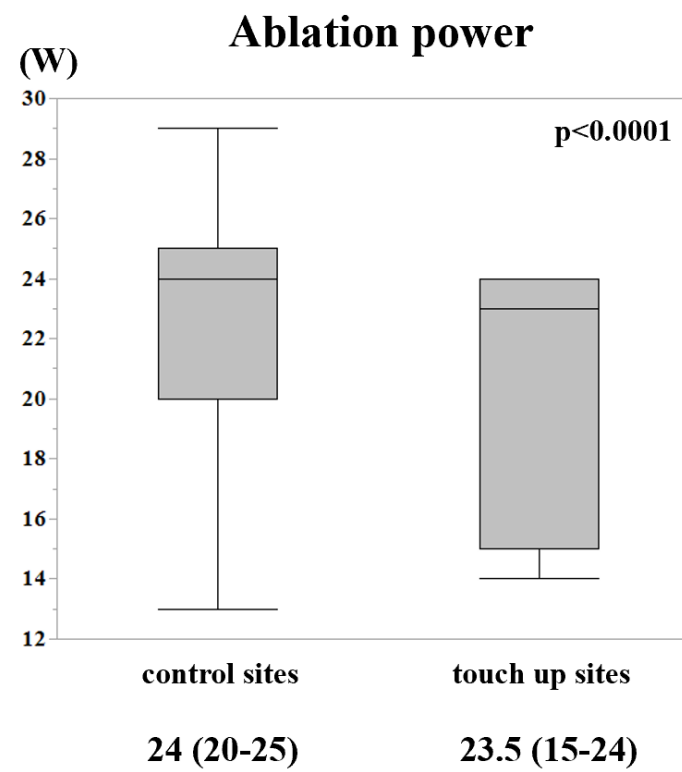 Ablation power
(W)
30
p<0.0001
28
26
24
22
20
18
16
14
12
control sites touch up sites
24 (20-25) 23.5 (15-24)